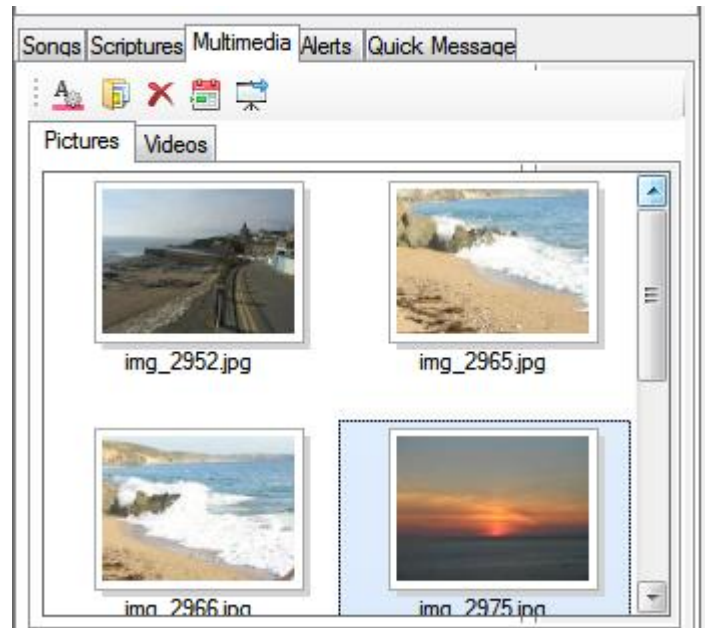 Songs Scriptures Multimedia Alerts Quick Message
Pictures Videos
img_2952.jpg img_2965.jpg
img_2966.jpg img_2975.jpg